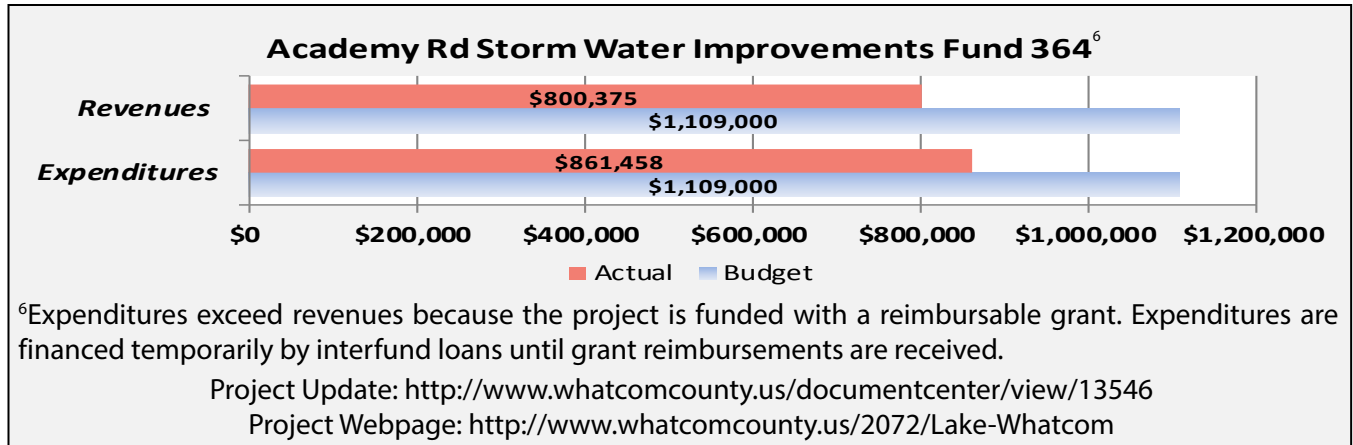 Academy Rd Storm Water Improvements Fund 364⁶
Revenues
$800,375
$1,109,000
Expenditures
$861,458
$1,109,000
$0 $200,000 $400,000 $600,000 $800,000 $1,000,000 $1,200,000
Actual Budget
⁶Expenditures exceed revenues because the project is funded with a reimbursable grant. Expenditures are
financed temporarily by interfund loans until grant reimbursements are received.
Project Update: http://www.whatcomcounty.us/documentcenter/view/13546
Project Webpage: http://www.whatcomcounty.us/2072/Lake-Whatcom